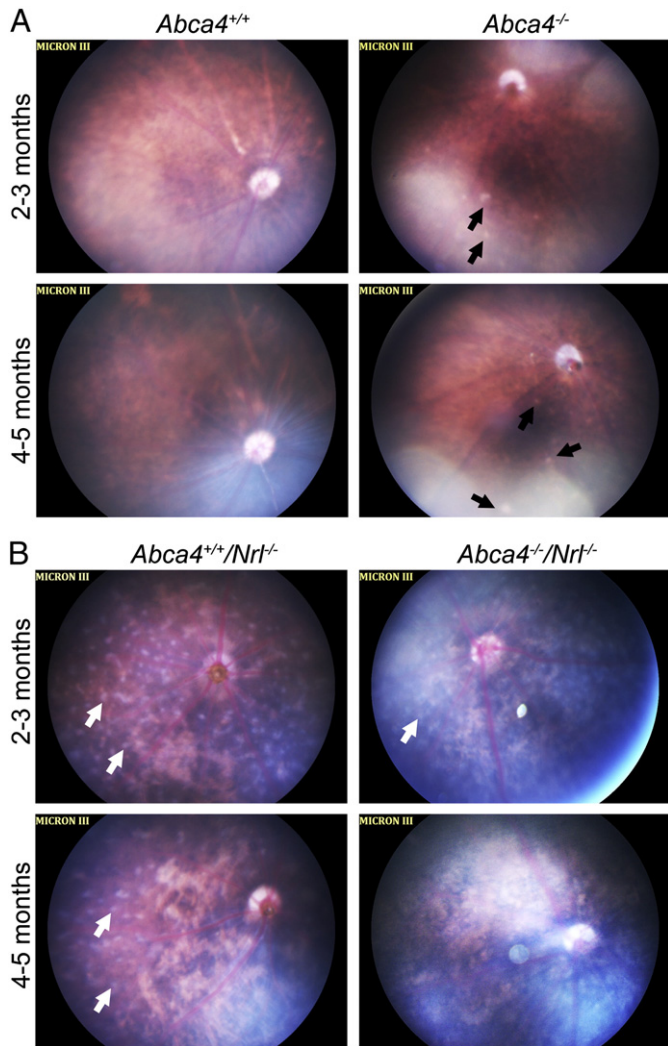 A
Abca4+/+
Abca4-/-
2-3 months
MICRON III
MICRON III
4-5 months
MICRON III
MICRON III
B
Abca4+/+/Nrl-/-
Abca4-/-/Nrl-/-
2-3 months
MICRON III
MICRON III
4-5 months
MICRON III
MICRON III